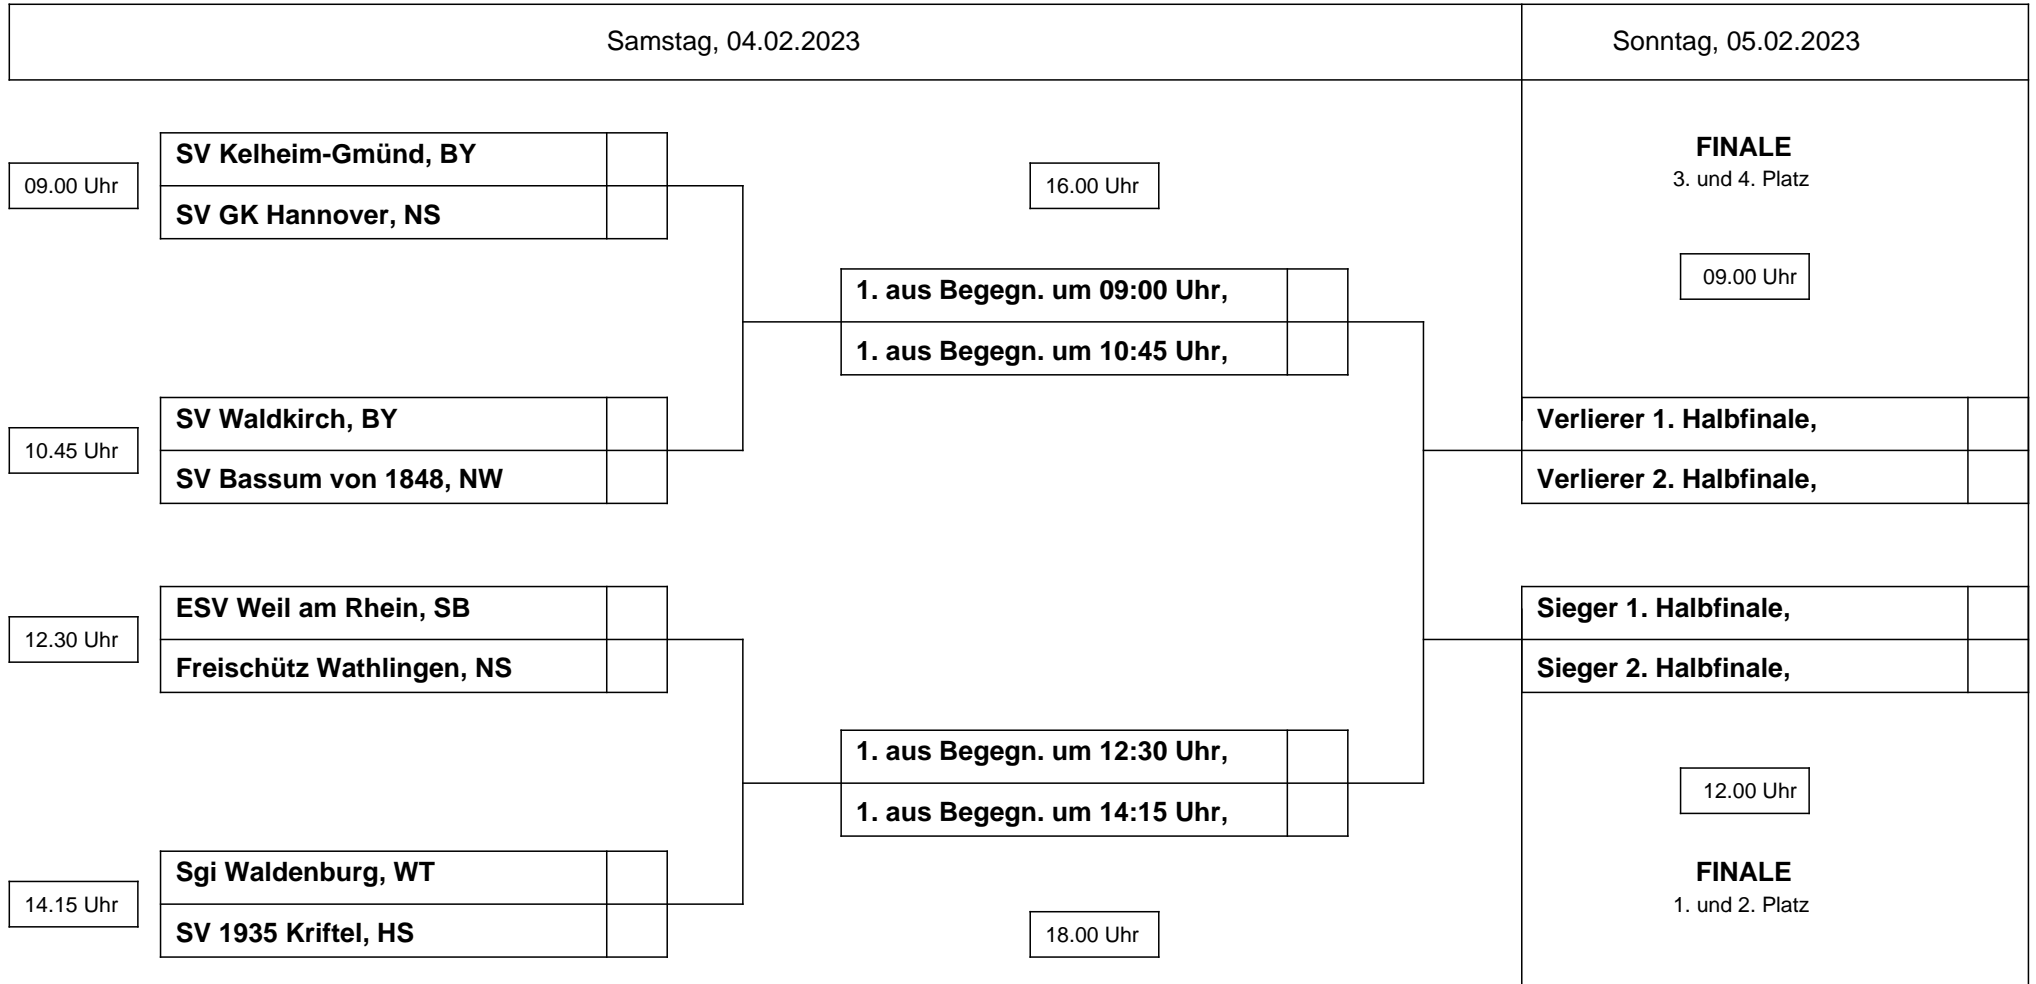 Samstag, 04.02.2023
Sonntag, 05.02.2023
09.00 Uhr
SV Kelheim-Gmünd, BY
SV GK Hannover, NS
10.45 Uhr
SV Waldkirch, BY
SV Bassum von 1848, NW
12.30 Uhr
ESV Weil am Rhein, SB
Freischütz Wathlingen, NS
14.15 Uhr
Sgi Waldenburg, WT
SV 1935 Kriftel, HS
16.00 Uhr
1. aus Begegn. um 09:00 Uhr,
1. aus Begegn. um 10:45 Uhr,
1. aus Begegn. um 12:30 Uhr,
1. aus Begegn. um 14:15 Uhr,
18.00 Uhr
FINALE
3. und 4. Platz
09.00 Uhr
Verlierer 1. Halbfinale,
Verlierer 2. Halbfinale,
Sieger 1. Halbfinale,
Sieger 2. Halbfinale,
12.00 Uhr
FINALE
1. und 2. Platz